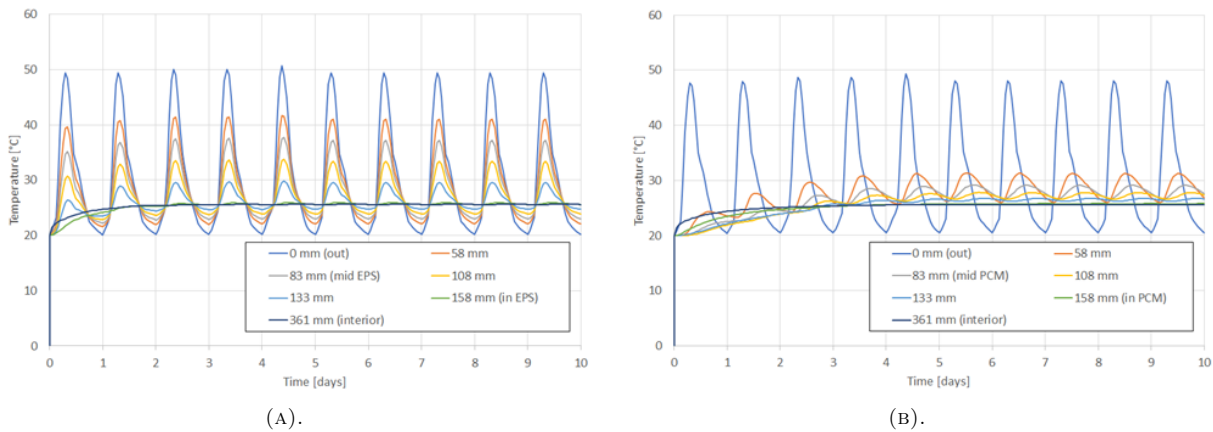 60
50
40
30
20
10
0
Temperature [°C]
0 mm (out) 58 mm
83 mm (mid EPS) 108 mm
133 mm 158 mm (in EPS)
361 mm (interior)
0 1 2 3 4 5 6 7 8 9 10
Time [days]
(A).
60
50
40
30
20
10
0
Temperature [°C]
0 mm (out) 58 mm
83 mm (mid PCM) 108 mm
133 mm 158 mm (in PCM)
361 mm (interior)
0 1 2 3 4 5 6 7 8 9 10
Time [days]
(B).